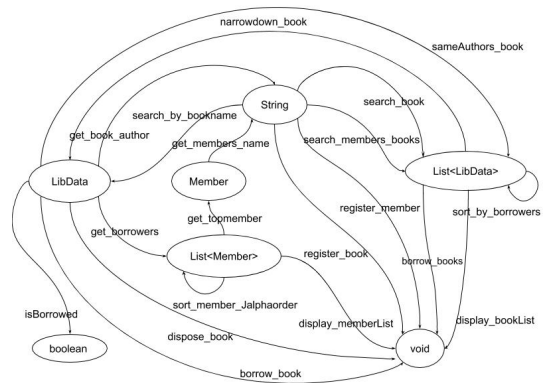 narrowdown_book
sameAuthors_book
String
search_book
search_by_bookname
get_book_author
search_members_books
get_members_name
LibData
Member
List<LibData>
sort_by_borrowers
register_member
get_topmember
get_borrowers
List<Member>
register_book
borrow_books
sort_member_Jalphaorder
isBorrowed
display_memberList
display_bookList
dispose_book
boolean
void
borrow_book